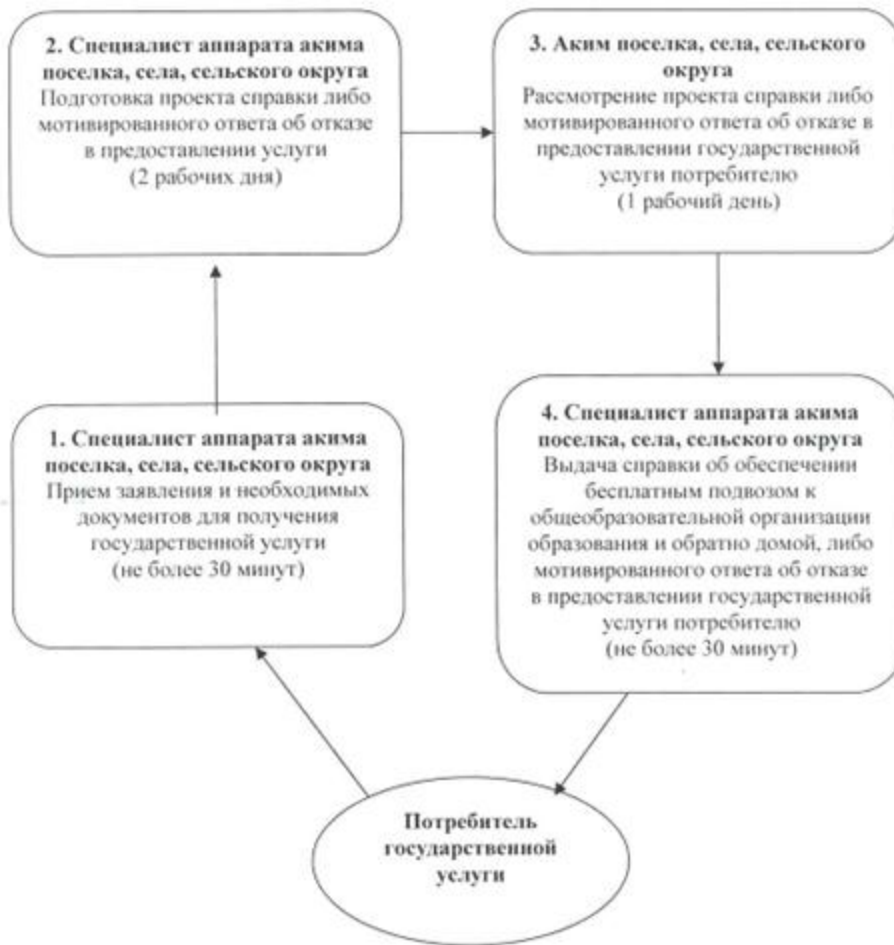 2. Специалист аппарата акима
поселка, села, сельского округа
Подготовка проекта справки либо
мотивированного ответа об отказе
в предоставлении услуги
(2 рабочих дня)
3. Аким поселка, села, сельского
округа
Рассмотрение проекта справки либо
мотивированного ответа об отказе в
предоставлении государственной
услуги потребителю
(1 рабочий день)
1. Специалист аппарата акима
поселка, села, сельского округа
Прием заявления и необходимых
документов для получения
государственной услуги
(не более 30 минут)
4. Специалист аппарата акима
поселка, села, сельского округа
Выдача справки об обеспечении
бесплатным подвозом к
общеобразовательной организации
образования и обратно домой, либо
мотивированного ответа об отказе
в предоставлении государственной
услуги потребителю
(не более 30 минут)
Потребитель
государственной
услуги